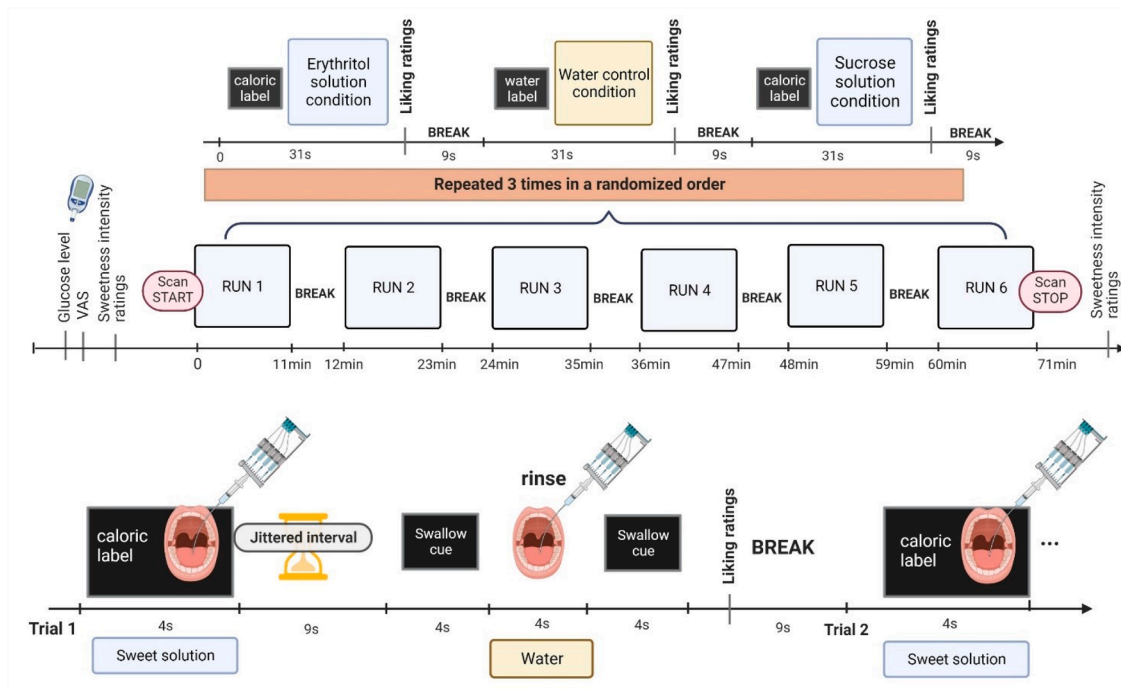 caloric
label
Erythritol
solution
condition
Liking ratings
water
label
Water control
condition
Liking ratings
caloric
label
Sucrose
solution
condition
Liking ratings
BREAK
BREAK
BREAK
0
31s
9s
31s
9s
31s
9s
Repeated 3 times in a randomized order
Glucose level
VAS
Sweetness intensity
ratings
Scan
START
RUN 1
BREAK
RUN 2
BREAK
RUN 3
BREAK
RUN 4
BREAK
RUN 5
BREAK
RUN 6
Scan
STOP
Sweetness intensity
ratings
0
11min
12min
23min
24min
35min
36min
47min
48min
59min
60min
71min
caloric
label
Jittered interval
Swallow
cue
rinse
Swallow
cue
Liking ratings
BREAK
caloric
label
...
Trial 1
4s
9s
4s
4s
4s
9s
Trial 2
4s
Sweet solution
Water
Sweet solution